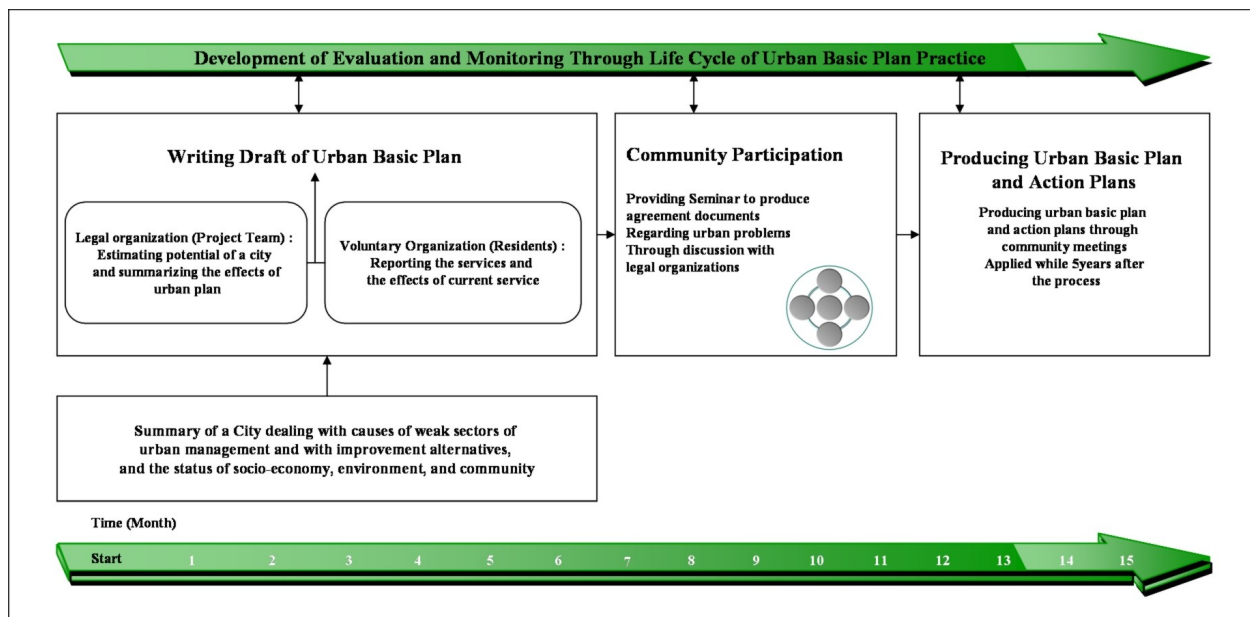 Development of Evaluation and Monitoring Through Life Cycle of Urban Basic Plan Practice
Writing Draft of Urban Basic Plan
Legal organization (Project Team) :
Estimating potential of a city
and summarizing the effects of
urban plan
Voluntary Organization (Residents) :
Reporting the services and
the effects of current service
Community Participation
Providing Seminar to produce
agreement documents
Regarding urban problems
Through discussion with
legal organizations
Producing Urban Basic Plan
and Action Plans
Producing urban basic plan
and action plans through
community meetings
Applied while 5years after
the process
Summary of a City dealing with causes of weak sectors of
urban management and with improvement alternatives,
and the status of socio-economy, environment, and community
Time (Month)
Start 1 2 3 4 5 6 7 8 9 10 11 12 13 14 15